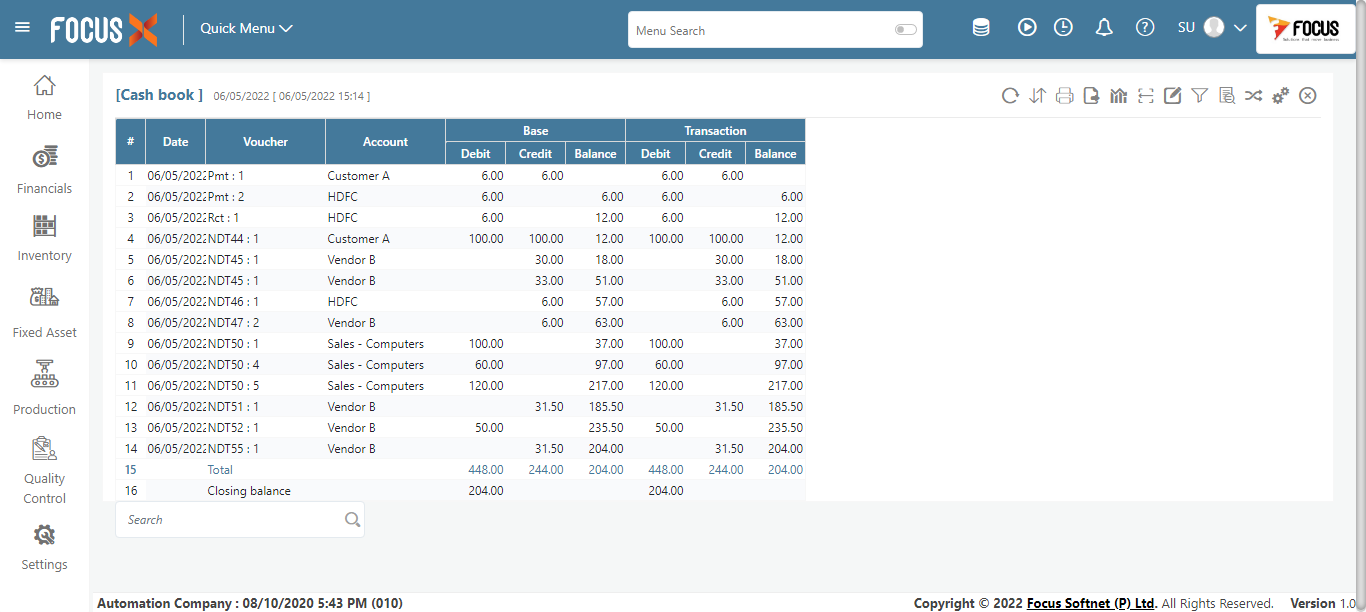 FOCUS X Quick Menu Menu Search SU FOCUS
Home
Financials
Inventory
Fixed Asset
Production
Quality
Control
Settings
[Cash book ] 06/05/2022 [ 06/05/2022 15:14 ]
# Date Voucher Account Base Transaction
Debit Credit Balance Debit Credit Balance
1 06/05/2022 Pmt : 1 Customer A 6.00 6.00 6.00 6.00
2 06/05/2022 Pmt : 2 HDFC 6.00 6.00 6.00 6.00
3 06/05/2022 Rct : 1 HDFC 6.00 12.00 6.00 12.00
4 06/05/2022 NDT44 : 1 Customer A 100.00 100.00 12.00 100.00 100.00 12.00
5 06/05/2022 NDT45 : 1 Vendor B 30.00 18.00 30.00 18.00
6 06/05/2022 NDT45 : 1 Vendor B 33.00 51.00 33.00 51.00
7 06/05/2022 NDT46 : 1 HDFC 6.00 57.00 6.00 57.00
8 06/05/2022 NDT47 : 2 Vendor B 6.00 63.00 6.00 63.00
9 06/05/2022 NDT50 : 1 Sales - Computers 100.00 37.00 100.00 37.00
10 06/05/2022 NDT50 : 4 Sales - Computers 60.00 97.00 60.00 97.00
11 06/05/2022 NDT50 : 5 Sales - Computers 120.00 217.00 120.00 217.00
12 06/05/2022 NDT51 : 1 Vendor B 31.50 185.50 31.50 185.50
13 06/05/2022 NDT52 : 1 Vendor B 50.00 235.50 50.00 235.50
14 06/05/2022 NDT55 : 1 Vendor B 31.50 204.00 31.50 204.00
15 Total 448.00 244.00 204.00 448.00 244.00 204.00
16 Closing balance 204.00 204.00
Search
Automation Company : 08/10/2020 5:43 PM (010) Copyright © 2022 Focus Softnet (P) Ltd. All Rights Reserved. Version 1.0